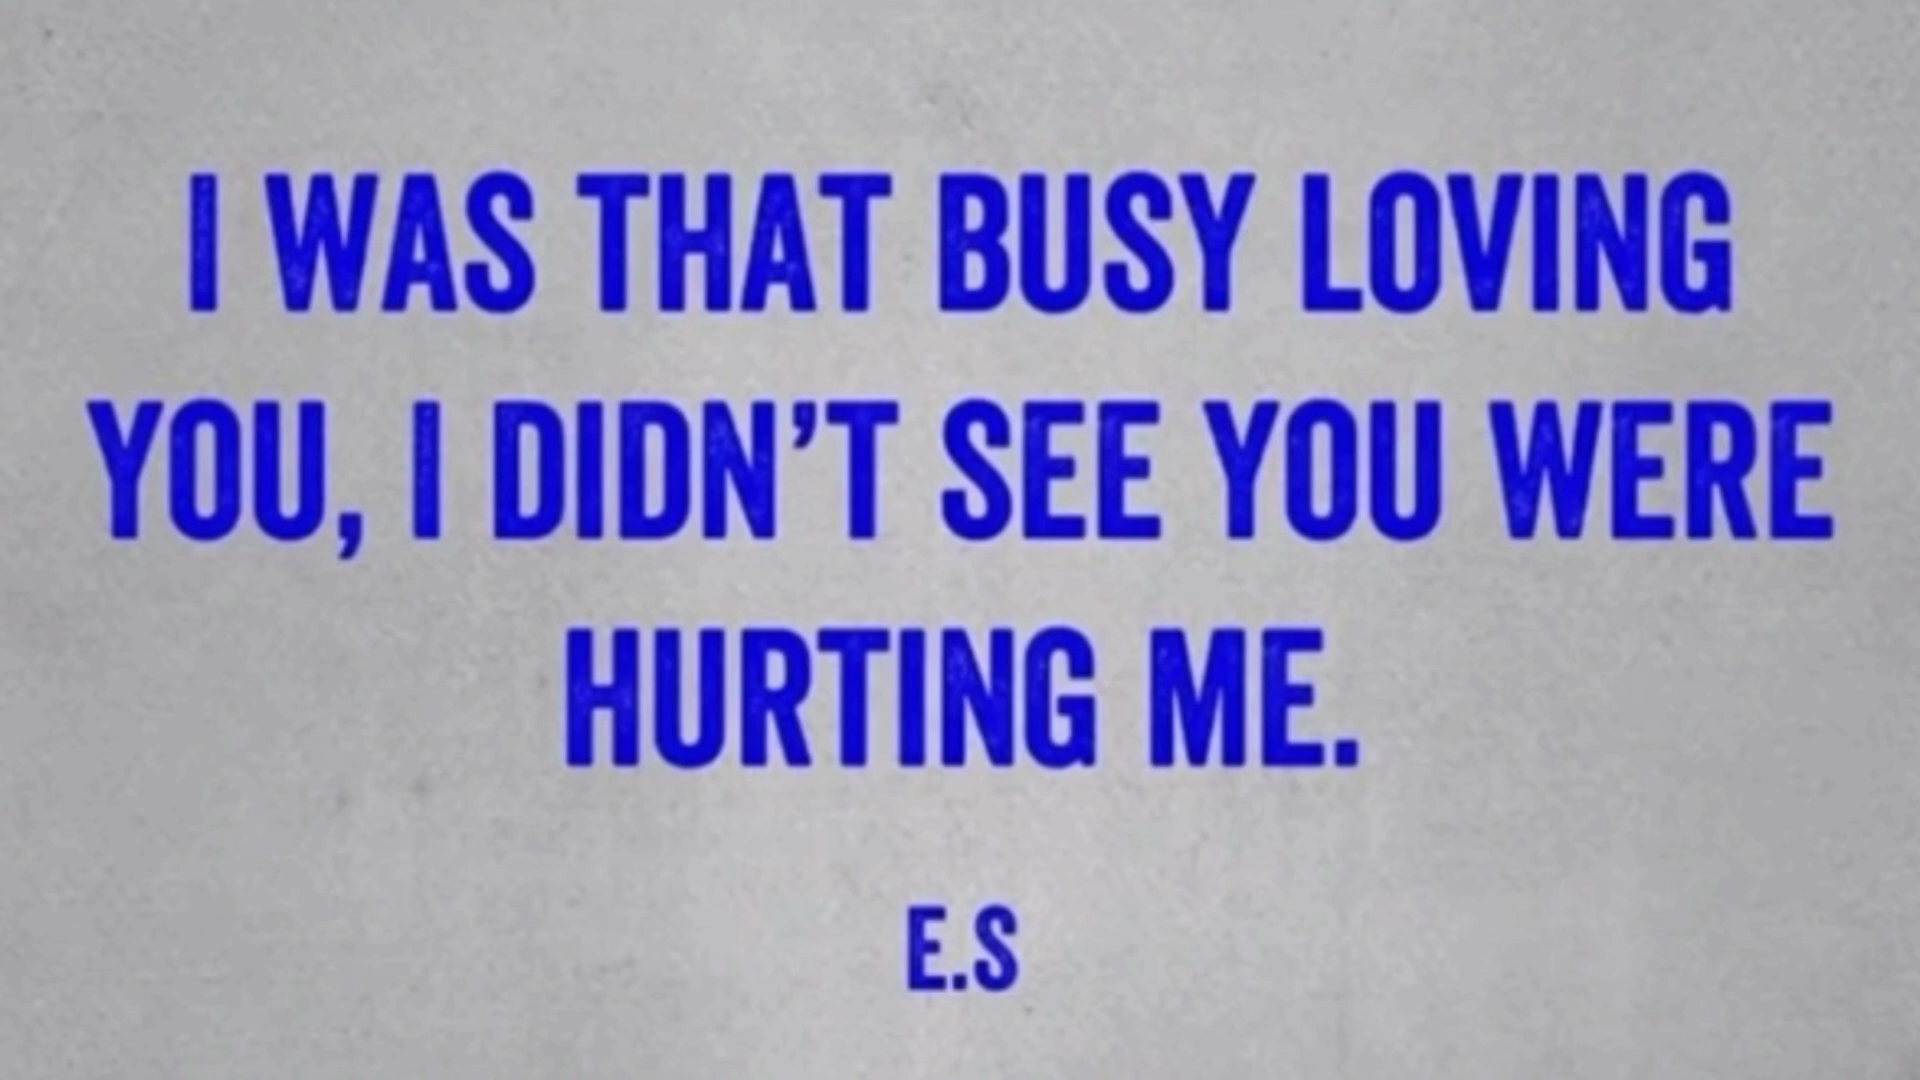 I WAS THAT BUSY LOVING
YOU, I DIDN'T SEE YOU WERE
HURTING ME.
E.S